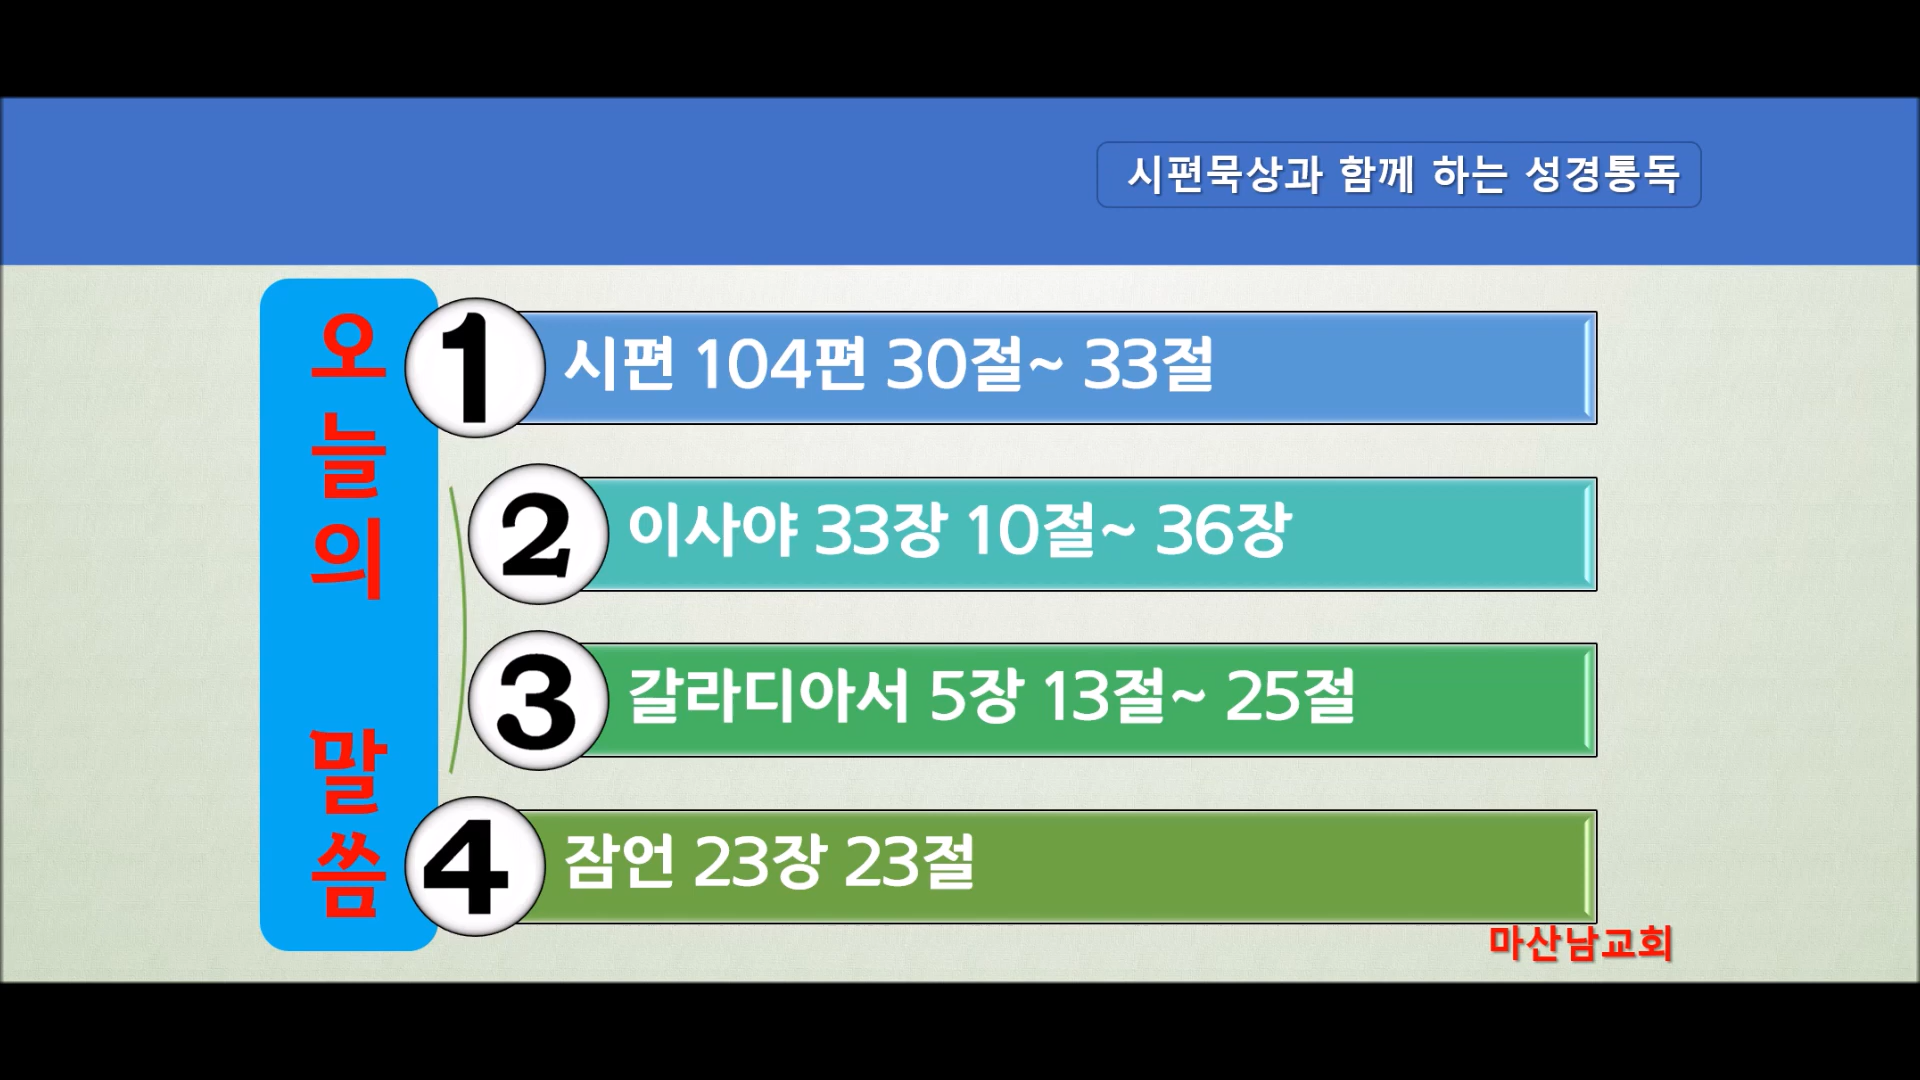 시편묵상과 함께 하는 성경통독
오늘의 말씀
1 시편 104편 30절~ 33절
2 이사야 33장 10절~ 36장
3 갈라디아서 5장 13절~ 25절
4 잠언 23장 23절
마산남교회